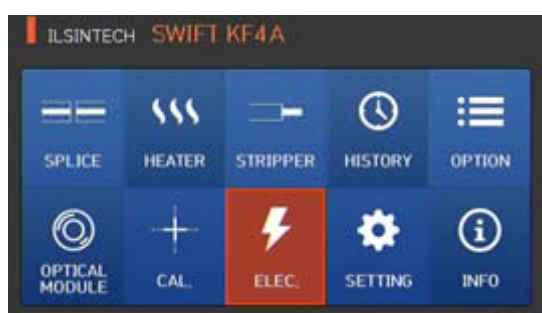 ILSINTECH SWIFT KF4A
SPLICE HEATER STRIPPER HISTORY OPTION
OPTICAL MODULE CAL. ELEC. SETTING INFO